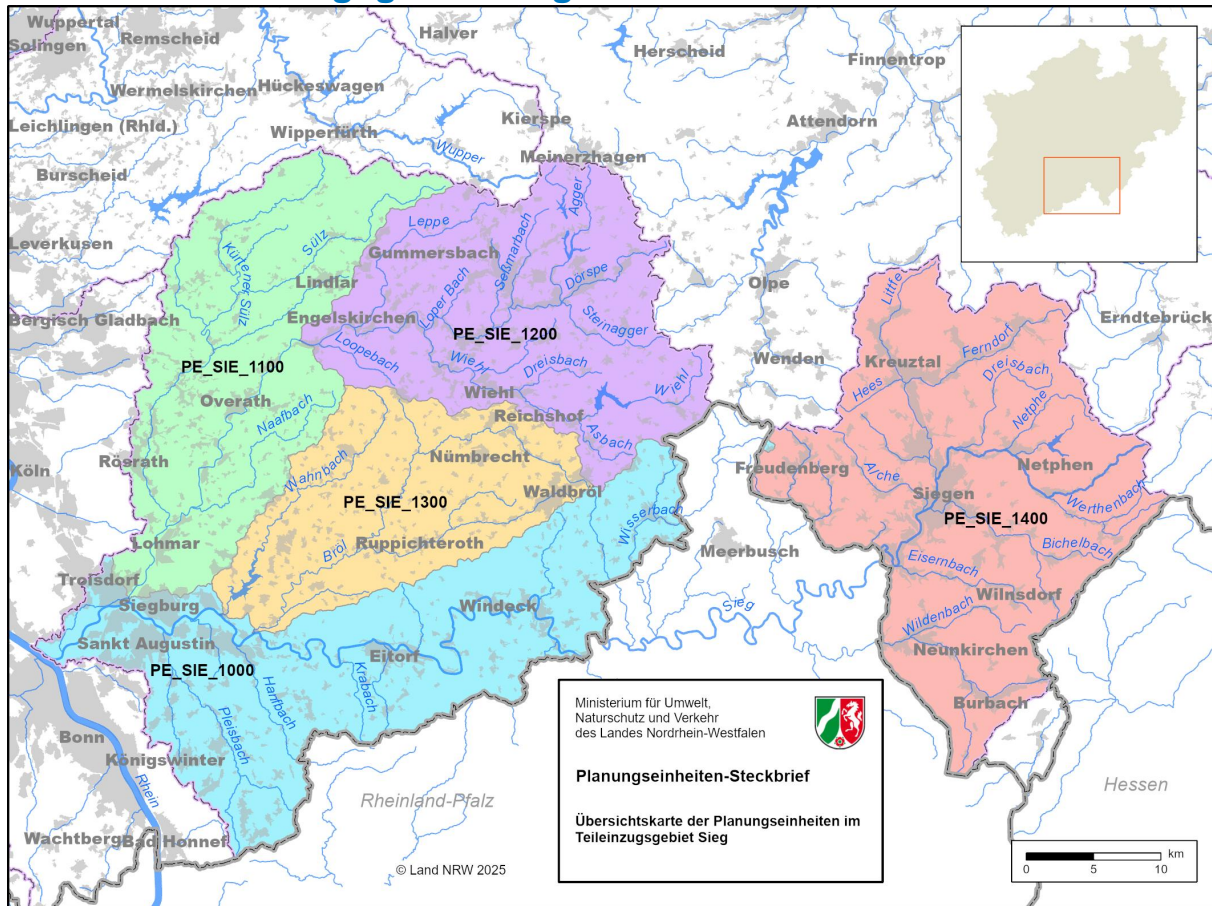 Wuppertal
Solingen
Remscheid
Halver
Herscheid
Finnentrop
Wermelskirchen
Hückeswagen
Leichlingen (Rhld.)
Wipperfürth
Kierspe
Attendorn
Burscheid
Wupper
Meinerzhagen
Leverkusen
Leppe
Agger
Seßmarbach
Kürtener Sülz
Sülz
Gummersbach
Dörspe
Olpe
Littfe
Lindlar
Bergisch Gladbach
Engelskirchen
Loper Bach
Steinagger
Erndtebrück
PE_SIE_1200
Ferndorf
Loopebach
Wenden
Kreuztal
PE_SIE_1100
Wiehl
Dreisbach
Dreisbach
Wiehl
Hees
Overath
Wiehl
Netphe
Naafbach
Reichshof
Asbach
Rösrath
Köln
Wahnbach
Nümbrecht
Freudenberg
Netphen
Waldbröl
Alche
Siegen
PE_SIE_1300
Werthenbach
PE_SIE_1400
Wisserbach
Lohmar
Bröl
Ruppichteroth
Meerbusch
Bichelbach
Eisernbach
Troisdorf
Siegburg
Windeck
Sieg
Wilnsdorf
Sankt Augustin
Wildenbach
Eitorf
Neunkirchen
PE_SIE_1000
Krabach
Hanfbach
Pleisbach
Burbach
Bonn
Königswinter
Rhein
Rheinland-Pfalz
Hessen
Wachtberg
Bad Honnef
© Land NRW 2025
Ministerium für Umwelt,
Naturschutz und Verkehr
des Landes Nordrhein-Westfalen
Planungseinheiten-Steckbrief
Übersichtskarte der Planungseinheiten im
Teileinzugsgebiet Sieg
km
0 5 10